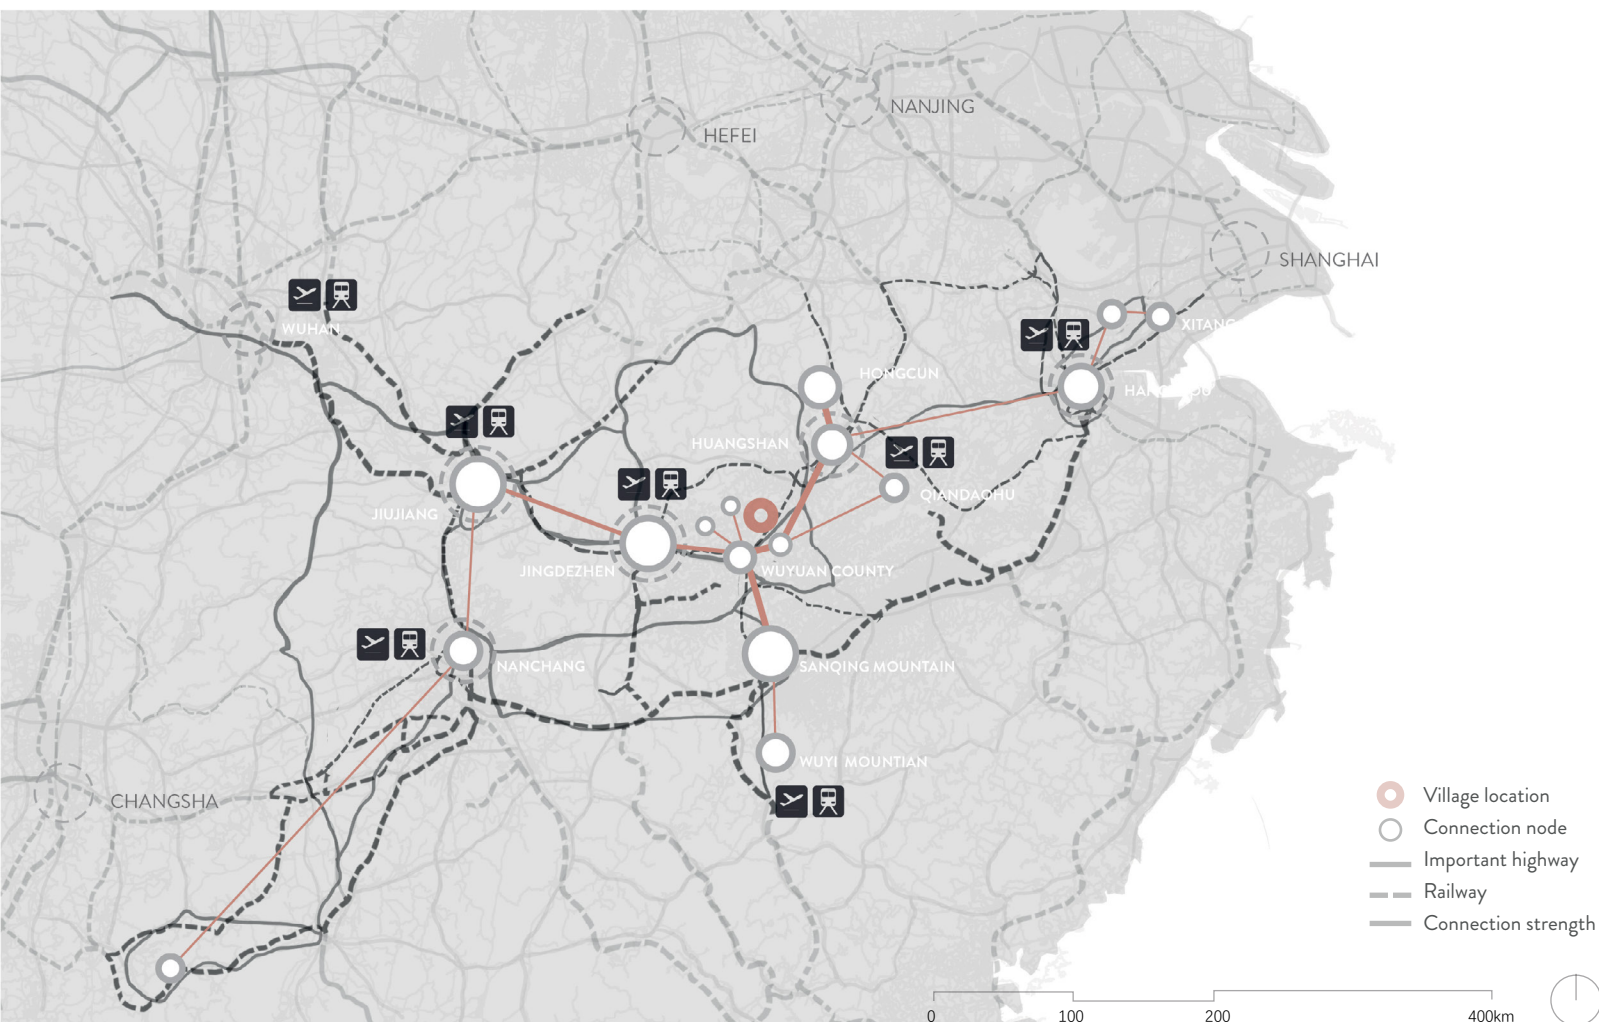 NANJING
HEFEI
SHANGHAI
WUHAN
XITANG
HONGCUN
HANGZHOU
HUANGSHAN
QIANDAOHU
JIUJIANG
JINGDEZHEN
WUYUAN COUNTY
NANCHANG
SANQING MOUNTAIN
WUYI MOUNTIAN
CHANGSHA
Village location
Connection node
Important highway
Railway
Connection strength
0 100 200 400km